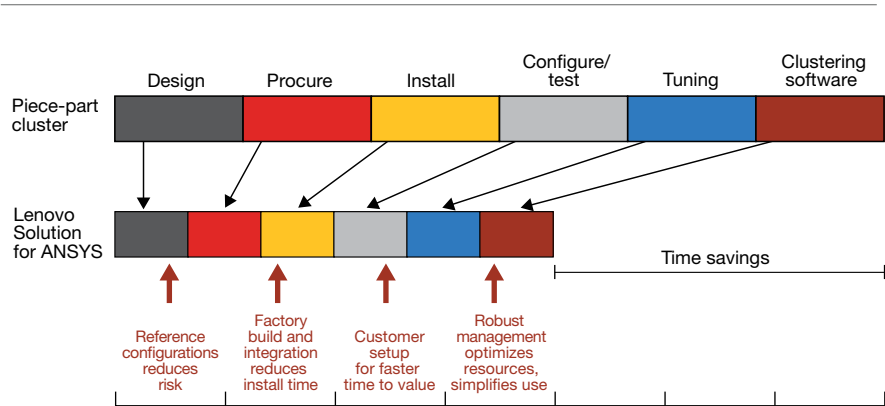 Design
Procure
Install
Configure/
test
Tuning
Clustering
software
Piece-part
cluster
Lenovo
Solution
for ANSYS
Time savings
Reference
configurations
reduces
risk
Factory
build and
integration
reduces
install time
Customer
setup
for faster
time to value
Robust
management
optimizes
resources,
simplifies use